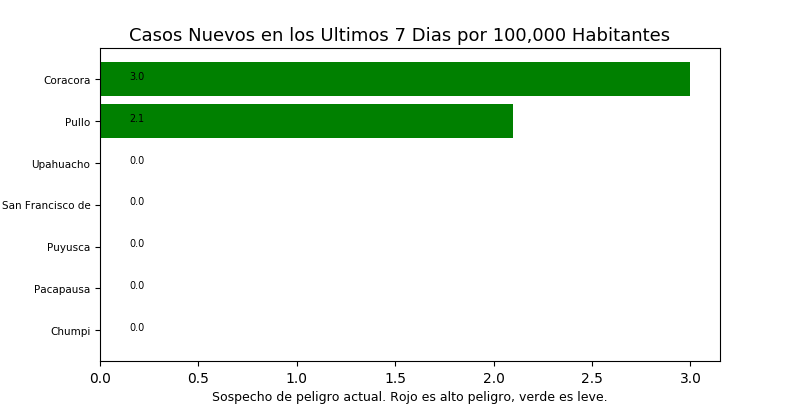 Casos Nuevos en los Ultimos 7 Dias por 100,000 Habitantes
Coracora 3.0
Pullo 2.1
Upahuacho 0.0
San Francisco de 0.0
Puyusca 0.0
Pacapausa 0.0
Chumpi 0.0
0.0 0.5 1.0 1.5 2.0 2.5 3.0
Sospecho de peligro actual. Rojo es alto peligro, verde es leve.